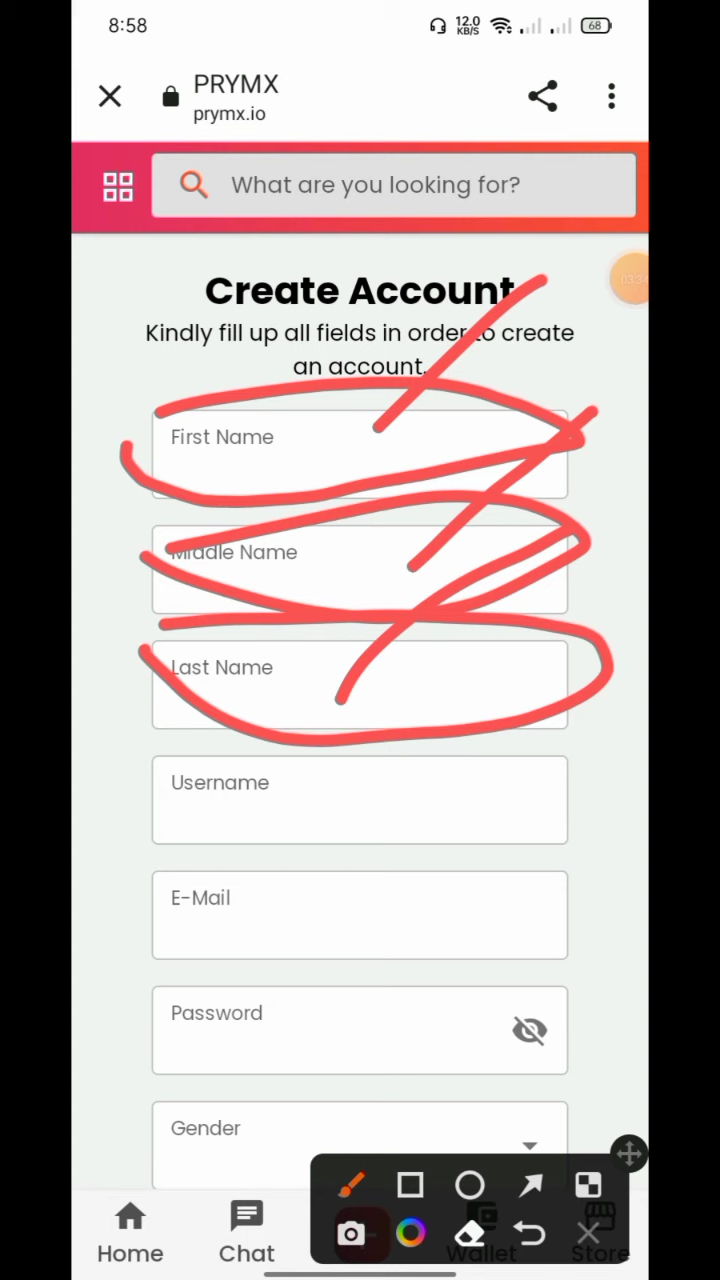 8:58
12.0
KB/S
68
PRYMX
prymx.io
What are you looking for?
Create Account
Kindly fill up all fields in order to create
an account.
First Name
Middle Name
Last Name
Username
E-Mail
Password
Gender
Home
Chat
Wallet
Store